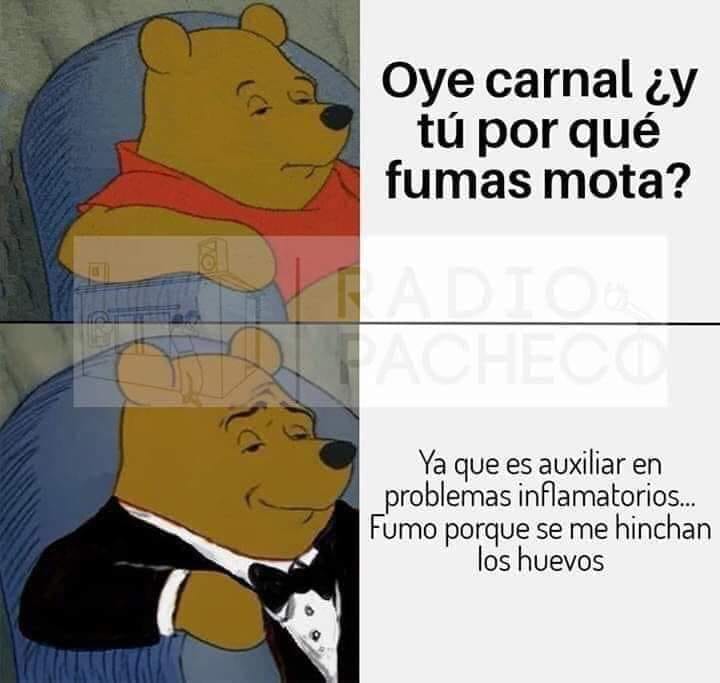 Oye carnal ¿y
tú por qué
fumas mota?
RADIO
PACHECO
Ya que es auxiliar en
problemas inflamatorios...
Fumo porque se me hinchan
los huevos